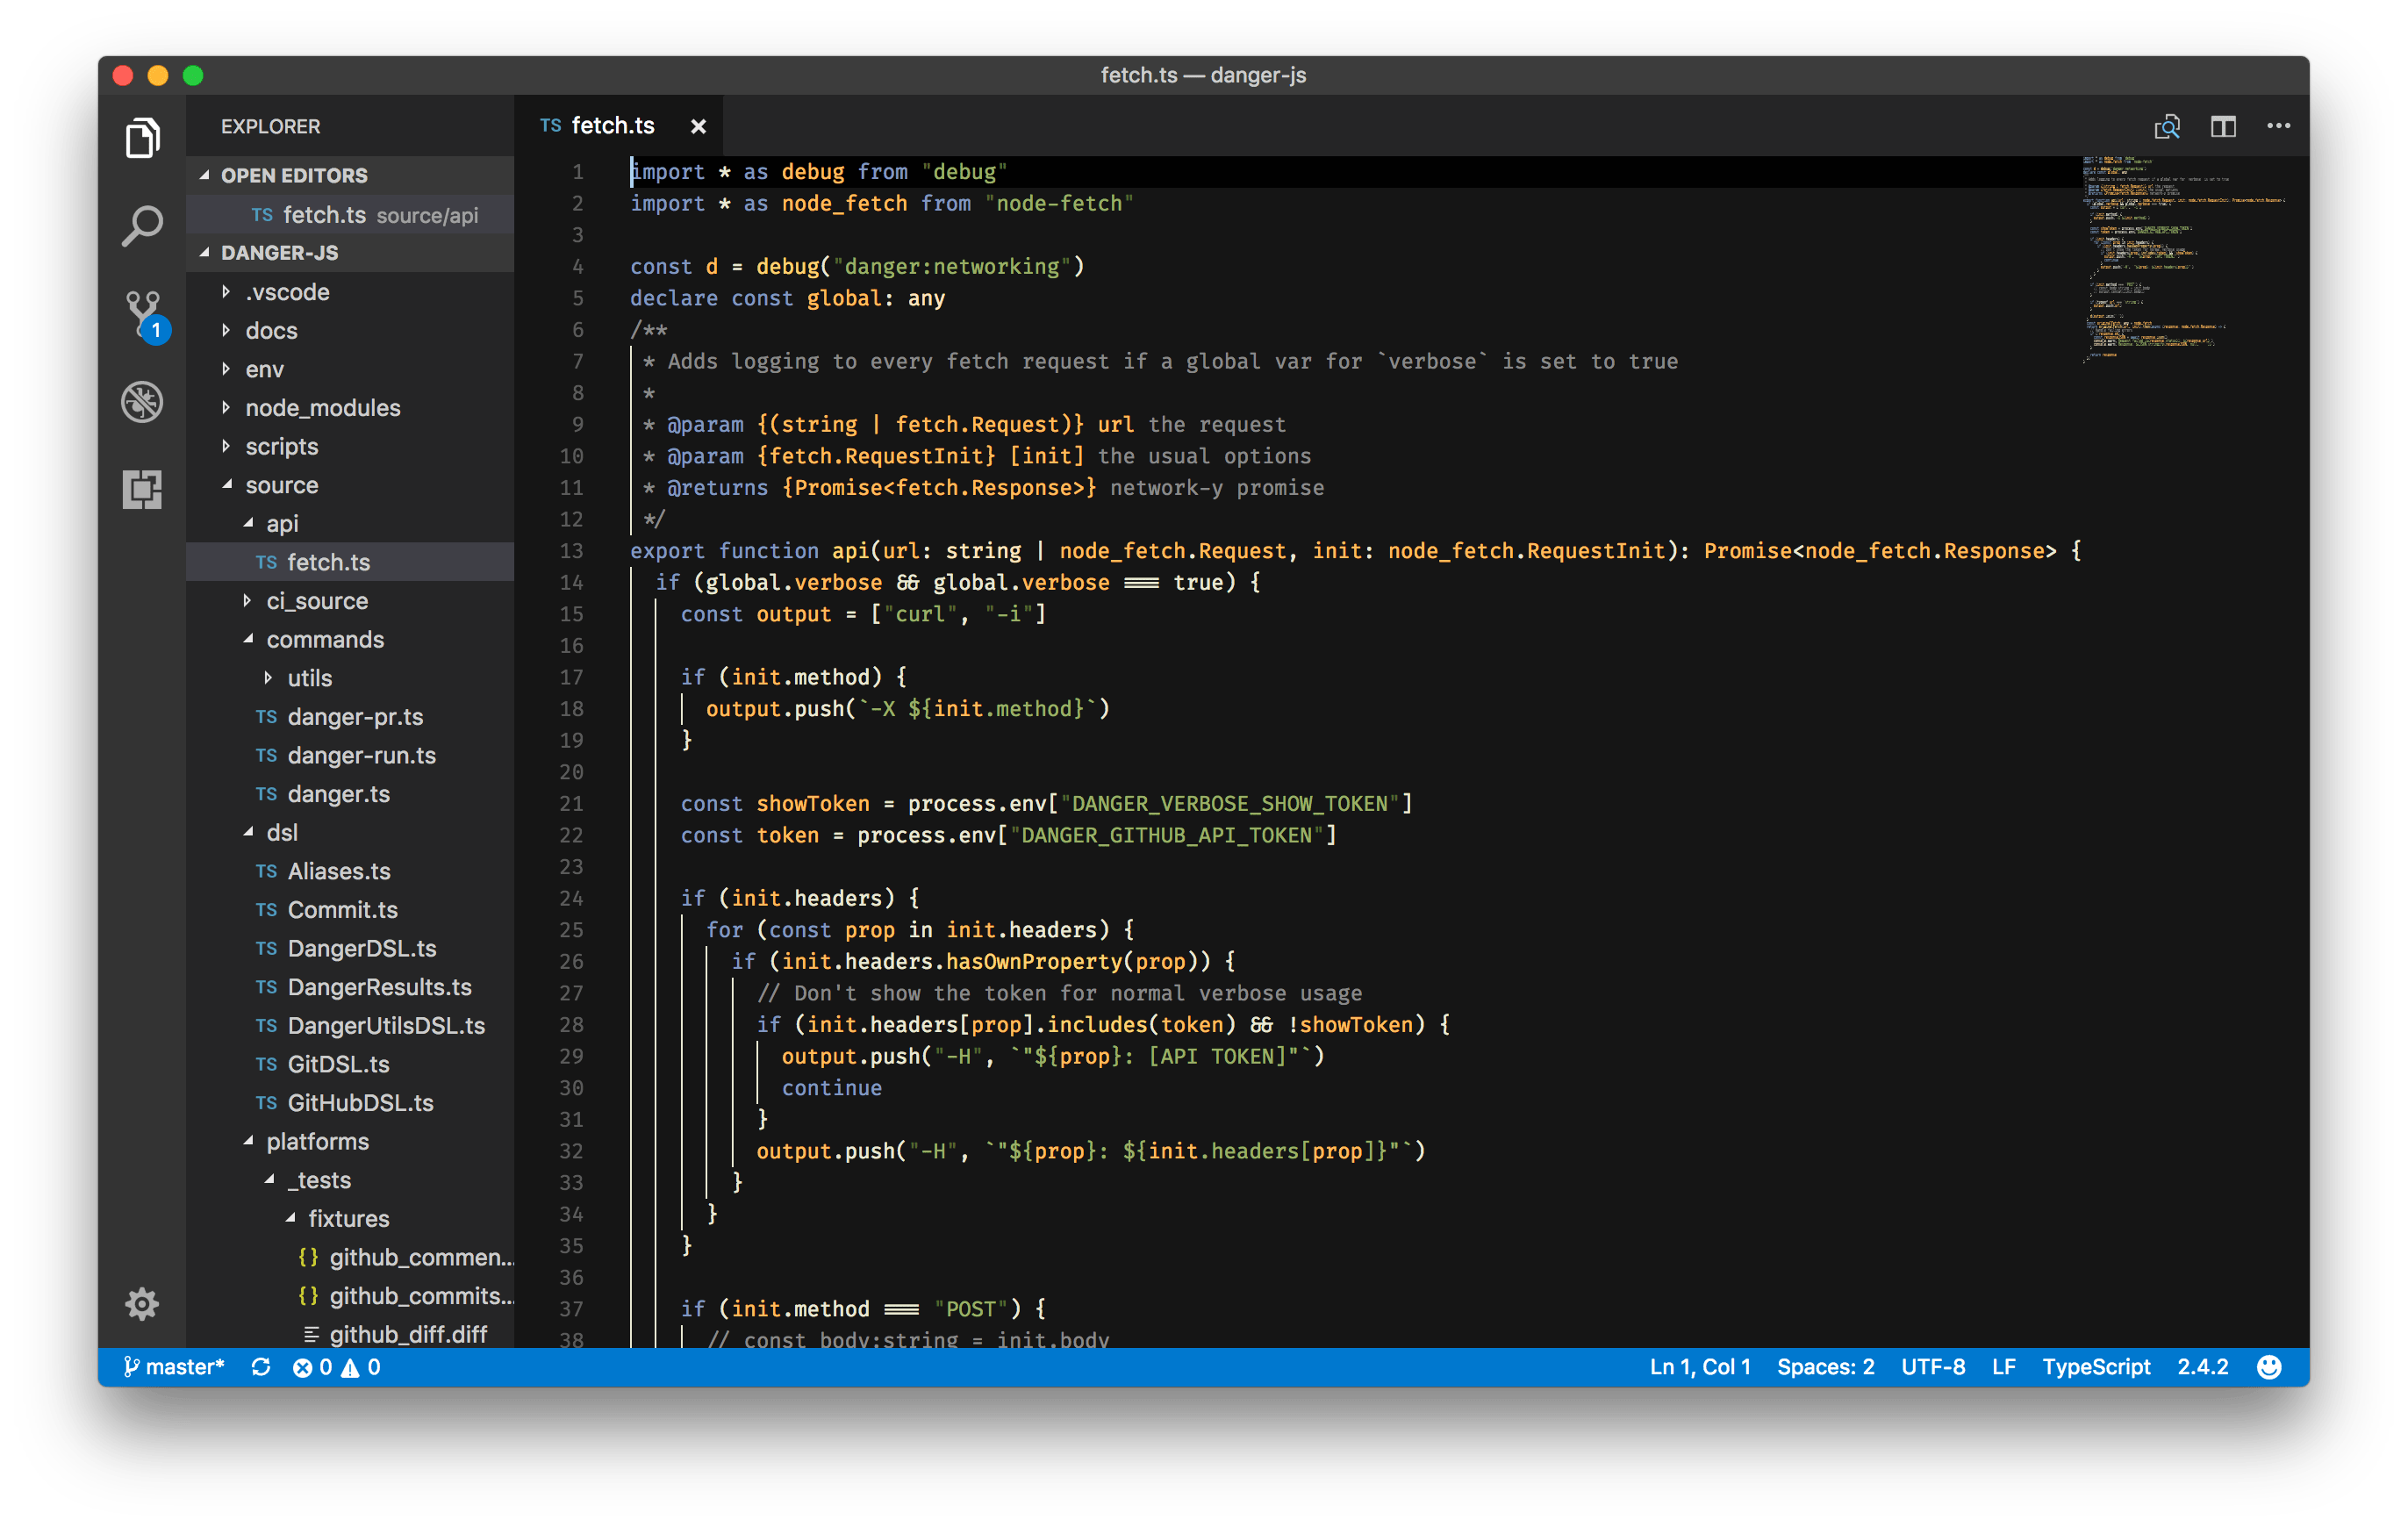 fetch.ts — danger-js
EXPLORER
OPEN EDITORS
TS fetch.ts source/api
DANGER-JS
.vscode
docs
env
node_modules
scripts
source
api
TS fetch.ts
ci_source
commands
utils
TS danger-pr.ts
TS danger-run.ts
TS danger.ts
dsl
TS Aliases.ts
TS Commit.ts
TS DangerDSL.ts
TS DangerResults.ts
TS DangerUtilsDSL.ts
TS GitDSL.ts
TS GitHubDSL.ts
platforms
_tests
fixtures
{} github_commen...
{} github_commits...
github_diff.diff
1
TS fetch.ts ×
1 import * as debug from "debug"
2 import * as node_fetch from "node-fetch"
3
4 const d = debug("danger:networking")
5 declare const global: any
6 /**
7 * Adds logging to every fetch request if a global var for `verbose` is set to true
8 *
9 * @param {(string | fetch.Request)} url the request
10 * @param {fetch.RequestInit} [init] the usual options
11 * @returns {Promise<fetch.Response>} network-y promise
12 */
13 export function api(url: string | node_fetch.Request, init: node_fetch.RequestInit): Promise<node_fetch.Response> {
14 if (global.verbose && global.verbose === true) {
15 const output = ["curl", "-i"]
16
17 if (init.method) {
18 output.push(`-X ${init.method}`)
19 }
20
21 const showToken = process.env["DANGER_VERBOSE_SHOW_TOKEN"]
22 const token = process.env["DANGER_GITHUB_API_TOKEN"]
23
24 if (init.headers) {
25 for (const prop in init.headers) {
26 if (init.headers.hasOwnProperty(prop)) {
27 // Don't show the token for normal verbose usage
28 if (init.headers[prop].includes(token) && !showToken) {
29 output.push("-H", `"${prop}: [API TOKEN]"`)
30 continue
31 }
32 output.push("-H", `"${prop}: ${init.headers[prop]}"`)
33 }
34 }
35 }
36
37 if (init.method === "POST") {
38 // const body:string = init.body
master* 0 0
Ln 1, Col 1 Spaces: 2 UTF-8 LF TypeScript 2.4.2